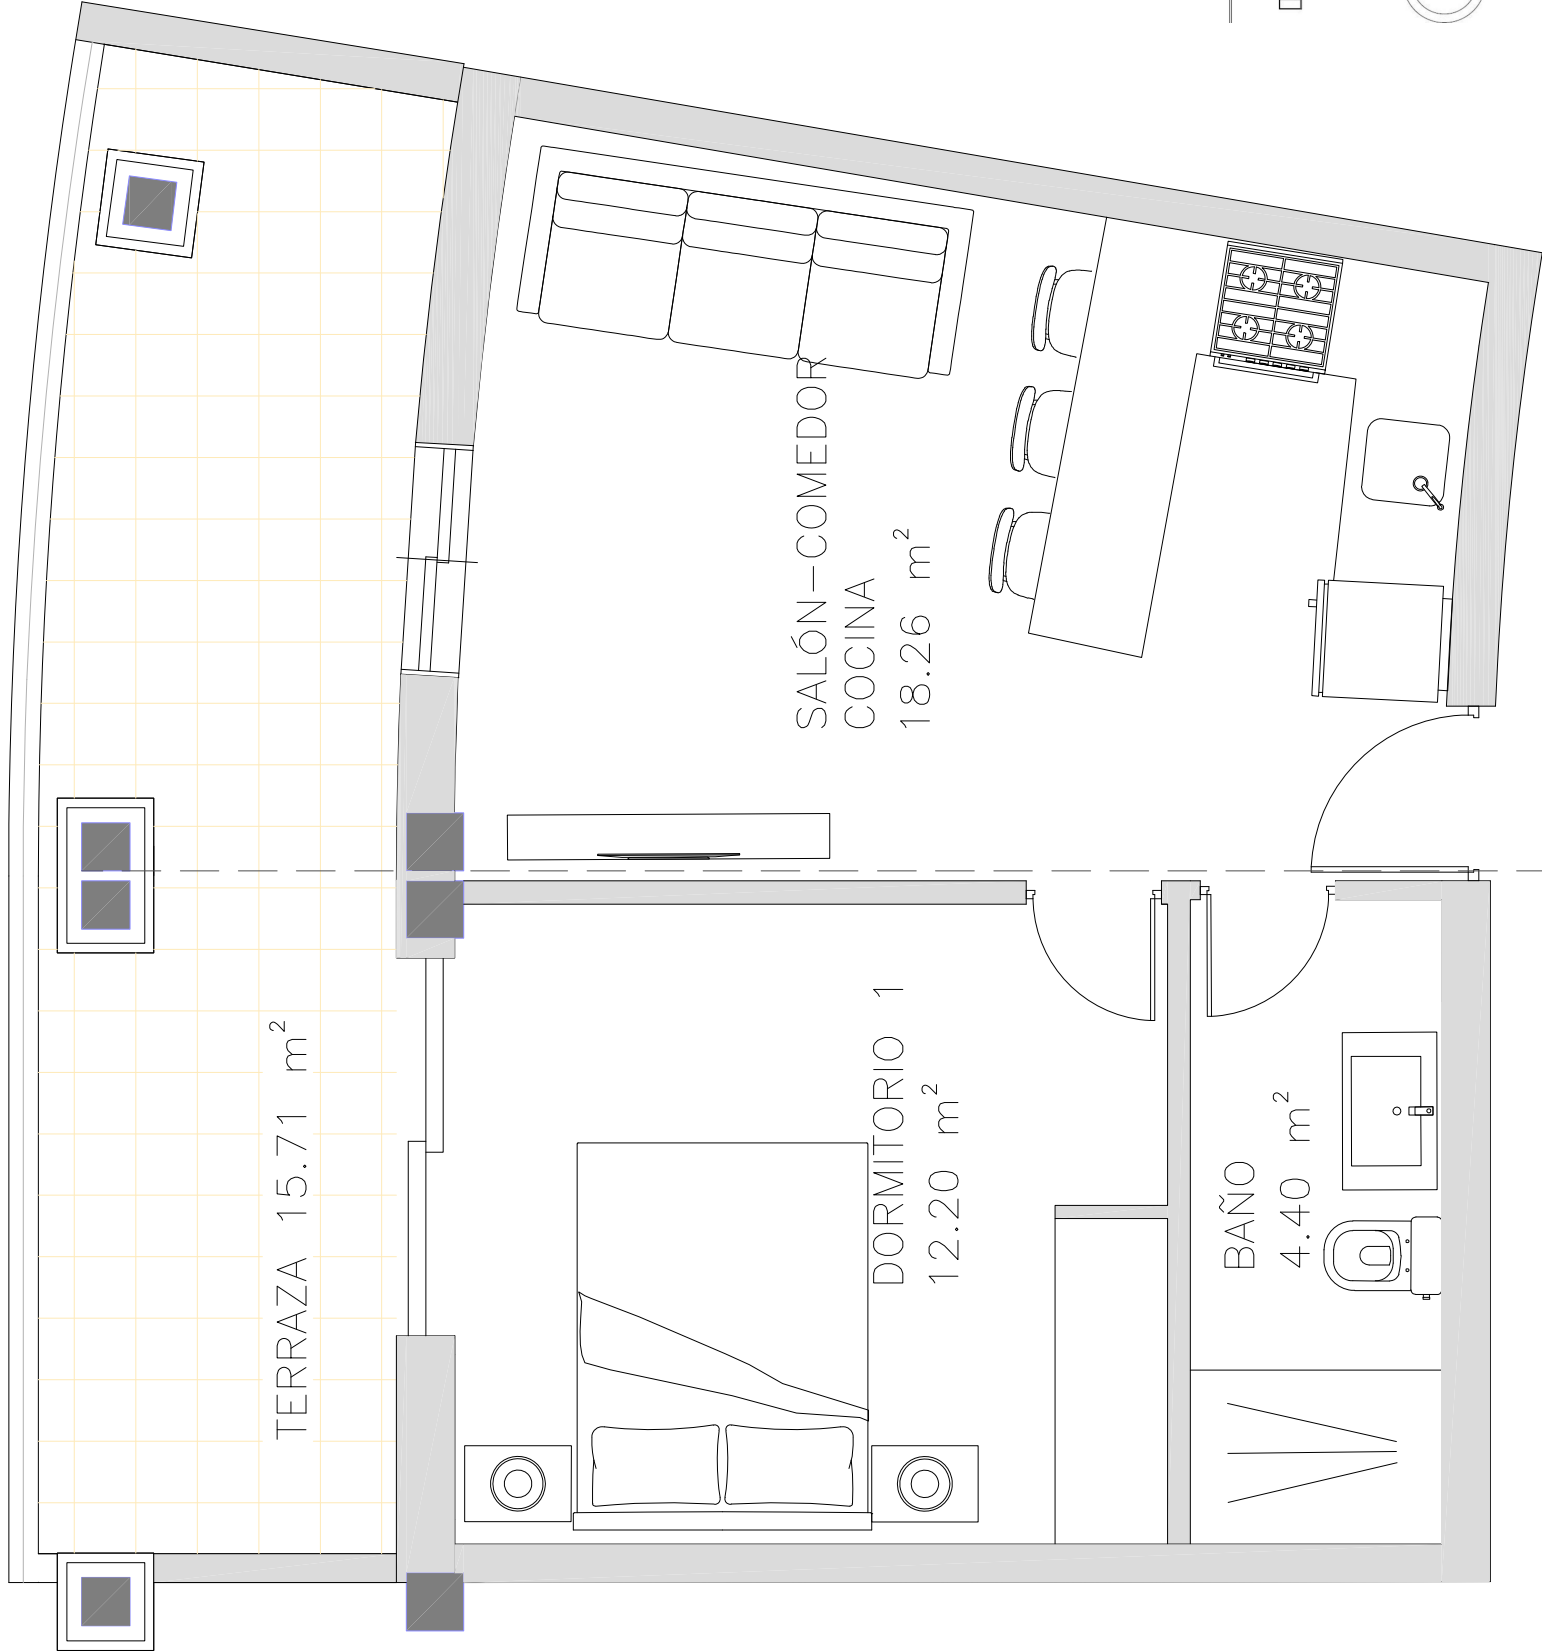 SALÓN-COMEDOR
COCINA
18.26 m²
TERRAZA 15.71 m²
DORMITORIO 1
12.20 m²
BAÑO
4.40 m²